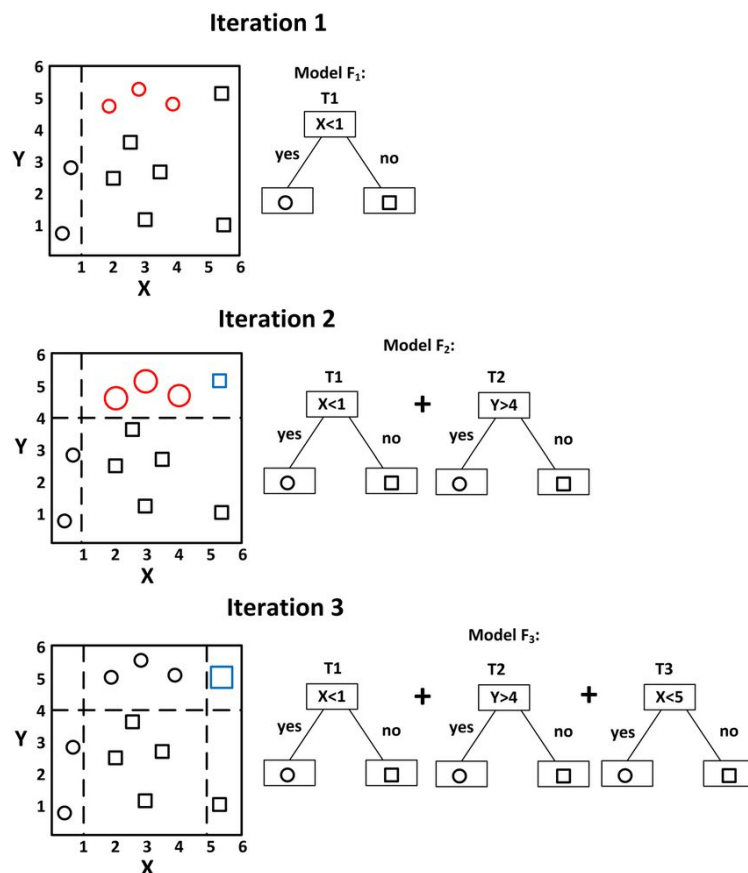 Iteration 1
Model F₁:
T1
X<1
yes no
6
5
4
3
2
1
Y
1 2 3 4 5 6
X
Iteration 2
Model F₂:
T1 + T2
X<1 Y>4
yes no yes no
6
5
4
3
2
1
Y
1 2 3 4 5 6
X
Iteration 3
Model F₃:
T1 + T2 + T3
X<1 Y>4 X<5
yes no yes no yes no
6
5
4
3
2
1
Y
1 2 3 4 5 6
X